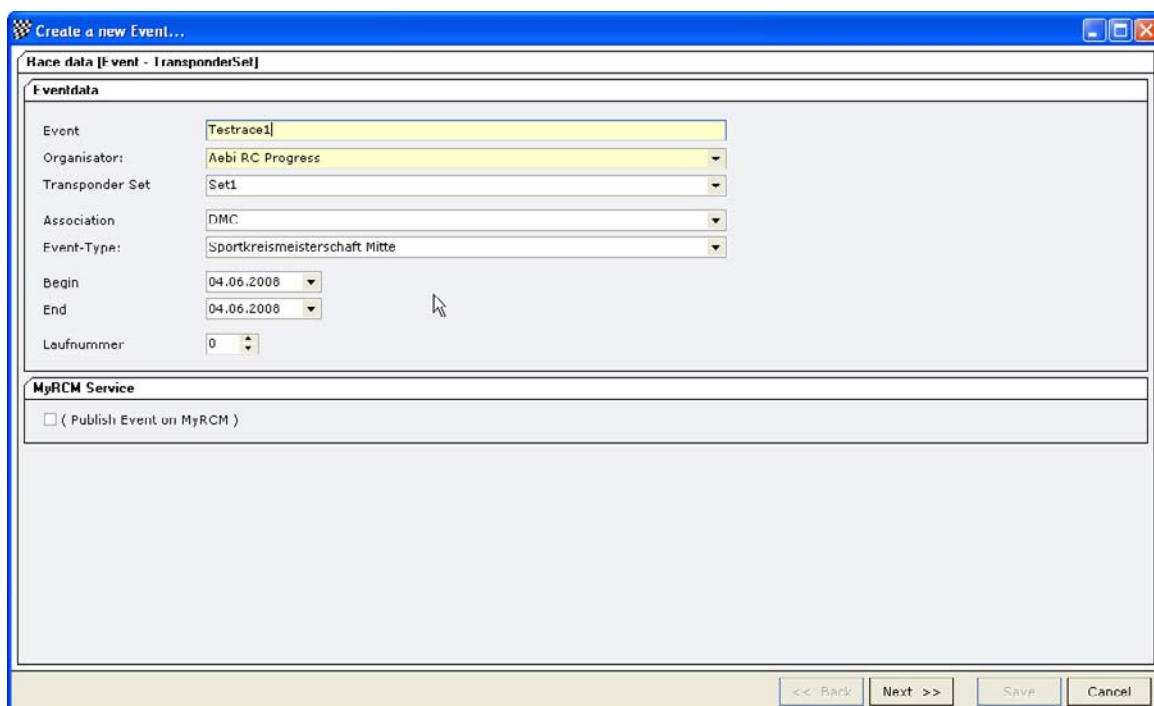 Create a new Event...
Race data [Event - TransponderSet]
Eventdata
Event Testrace1
Organisator: Aebi RC Progress
Transponder Set Set1
Association DMC
Event-Type: Sportkreismeisterschaft Mitte
Begin 04.06.2008
End 04.06.2008
Laufnummer 0
MyRCM Service
( Publish Event on MyRCM )
<< Back Next >> Save Cancel